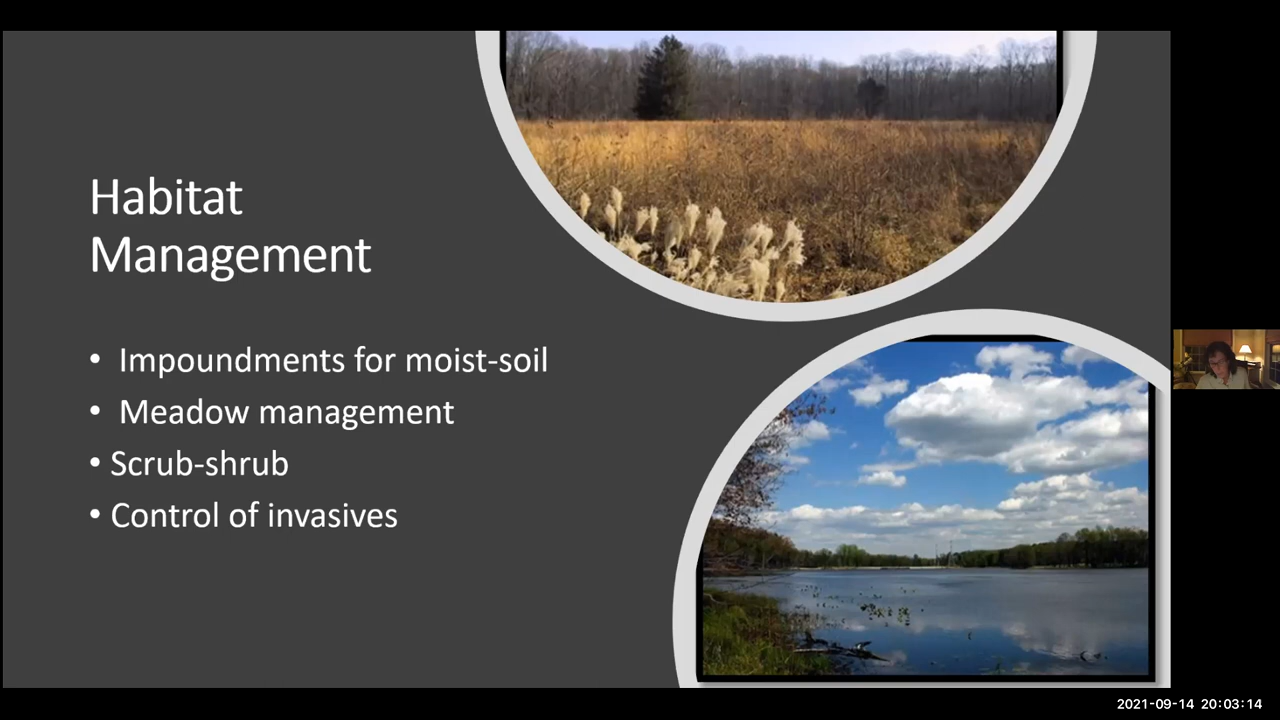 Habitat
Management
• Impoundments for moist-soil
• Meadow management
• Scrub-shrub
• Control of invasives
2021-09-14 20:03:14